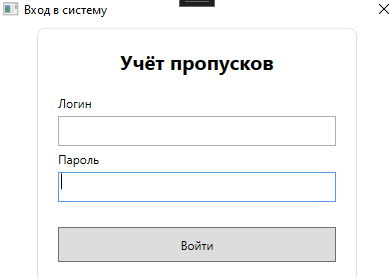 Вход в систему
Учёт пропусков
Логин
Пароль
Войти